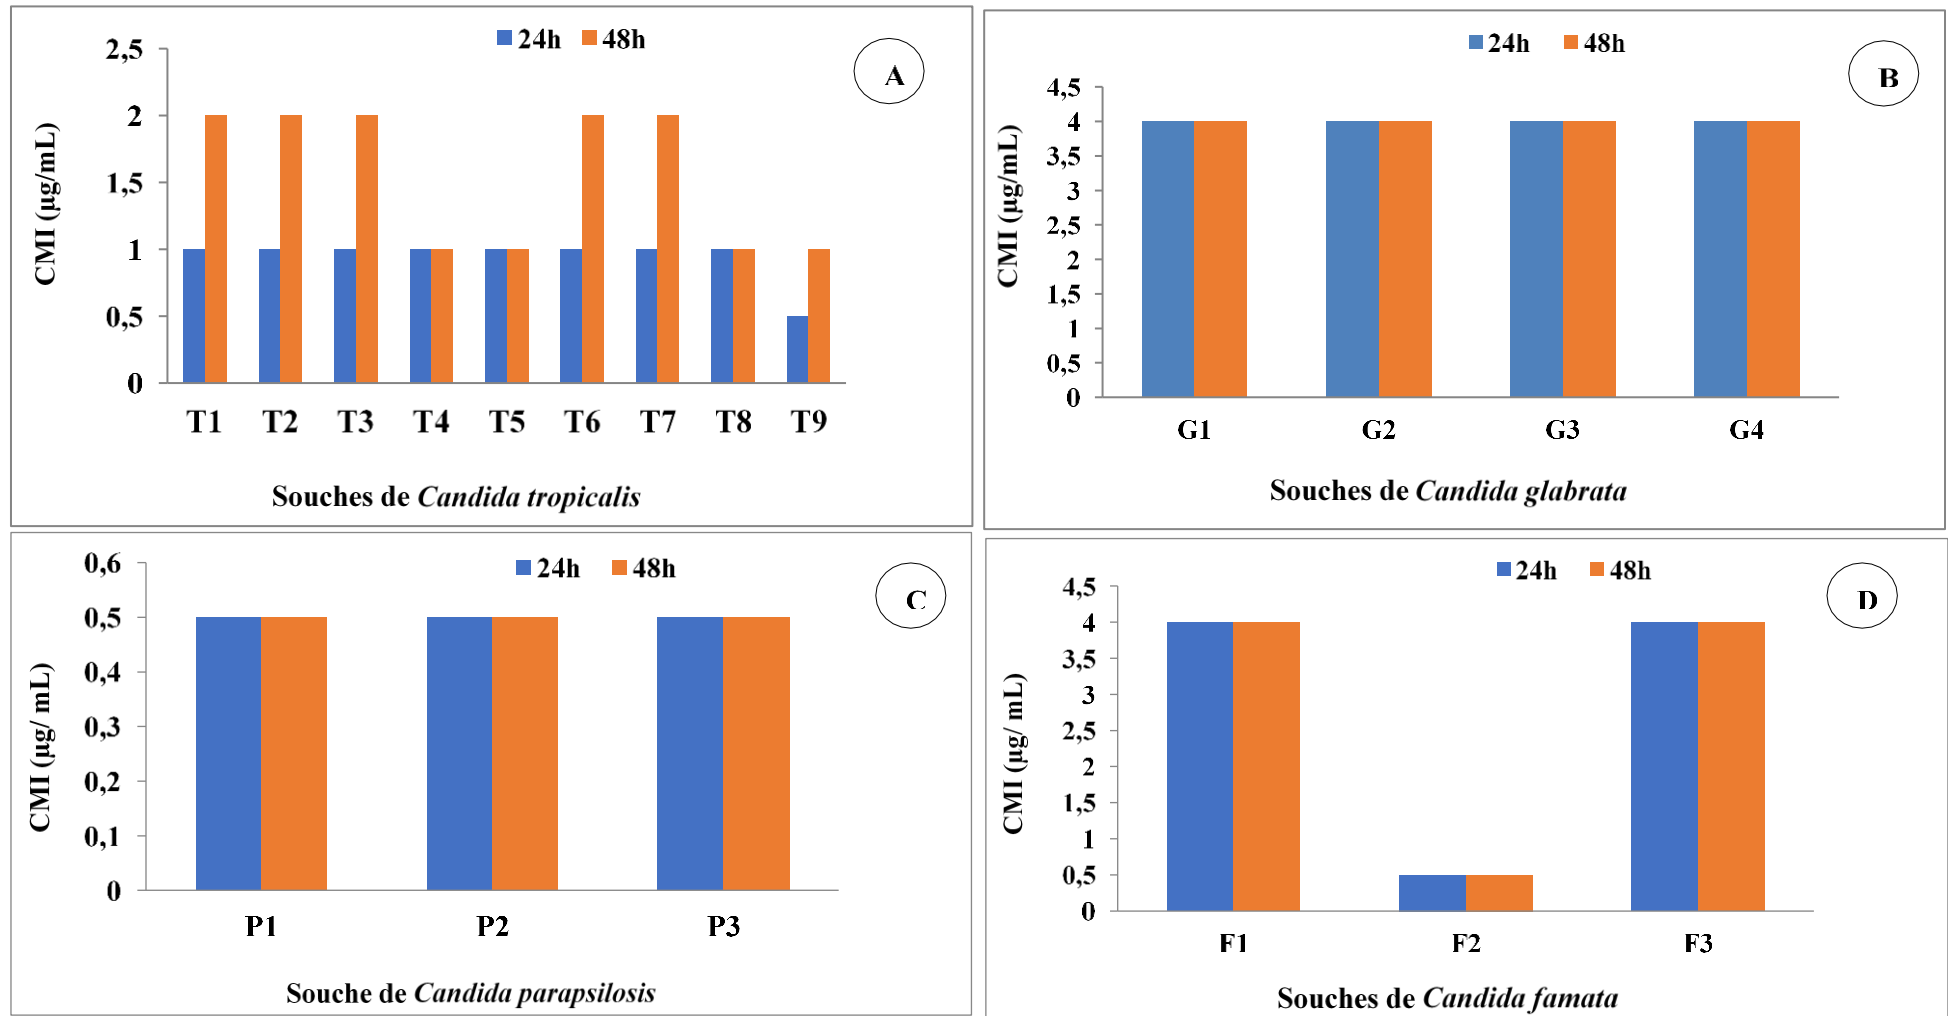 24h 48h
A
2,5
2
1,5
1
0,5
0
CMI (µg/mL)
T1 T2 T3 T4 T5 T6 T7 T8 T9
Souches de Candida tropicalis
24h 48h
B
4,5
4
3,5
3
2,5
2
1,5
1
0,5
0
CMI (µg/mL)
G1 G2 G3 G4
Souches de Candida glabrata
24h 48h
C
0,6
0,5
0,4
0,3
0,2
0,1
0
CMI (µg/ mL)
P1 P2 P3
Souche de Candida parapsilosis
24h 48h
D
4,5
4
3,5
3
2,5
2
1,5
1
0,5
0
CMI (µg/ mL)
F1 F2 F3
Souches de Candida famata